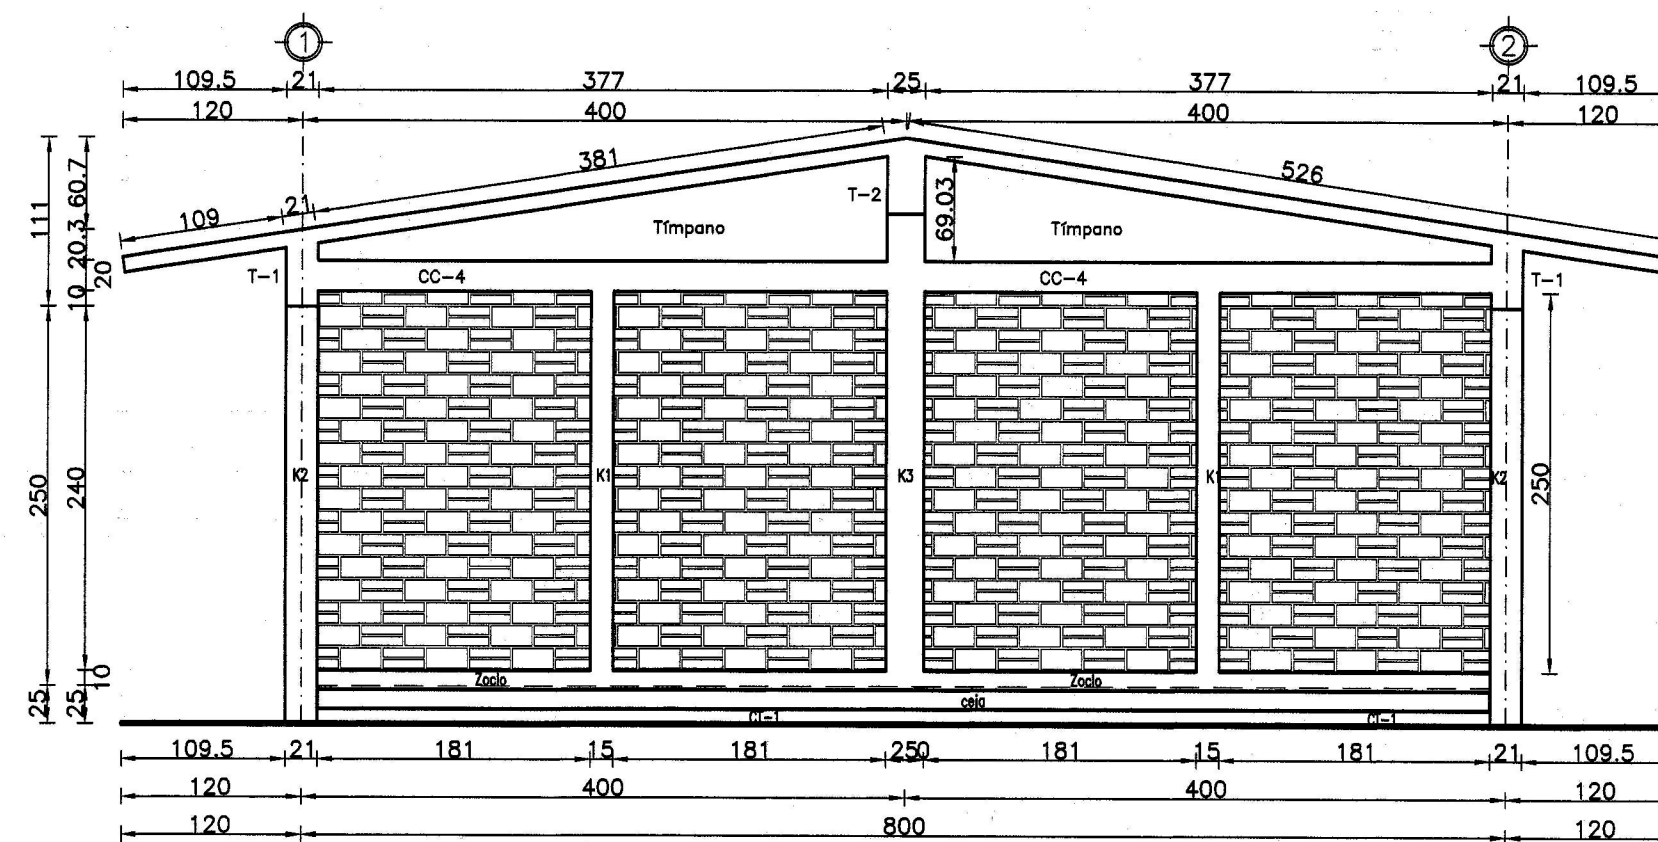 1 2
109.5 21 377 25 377 21 109.5
120 400 400 120
381 526
109 21
111 60.7 20.3 20 10
T-2 69.03
Tímpano Tímpano
T-1 CC-4 CC-4 T-1
250 240 K2 K1 K3 K1 K2 250
10
25 25
Zoclo Zoclo
ceja
CT-1 CT-1
109.5 21 181 15 181 250 181 15 181 21 109.5
120 400 400 120
120 800 120